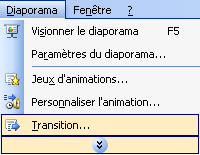 Diaporama Fenêtre ?
Visionner le diaporama F5
Paramètres du diaporama...
Jeux d'animations...
Personnaliser l'animation...
Transition...